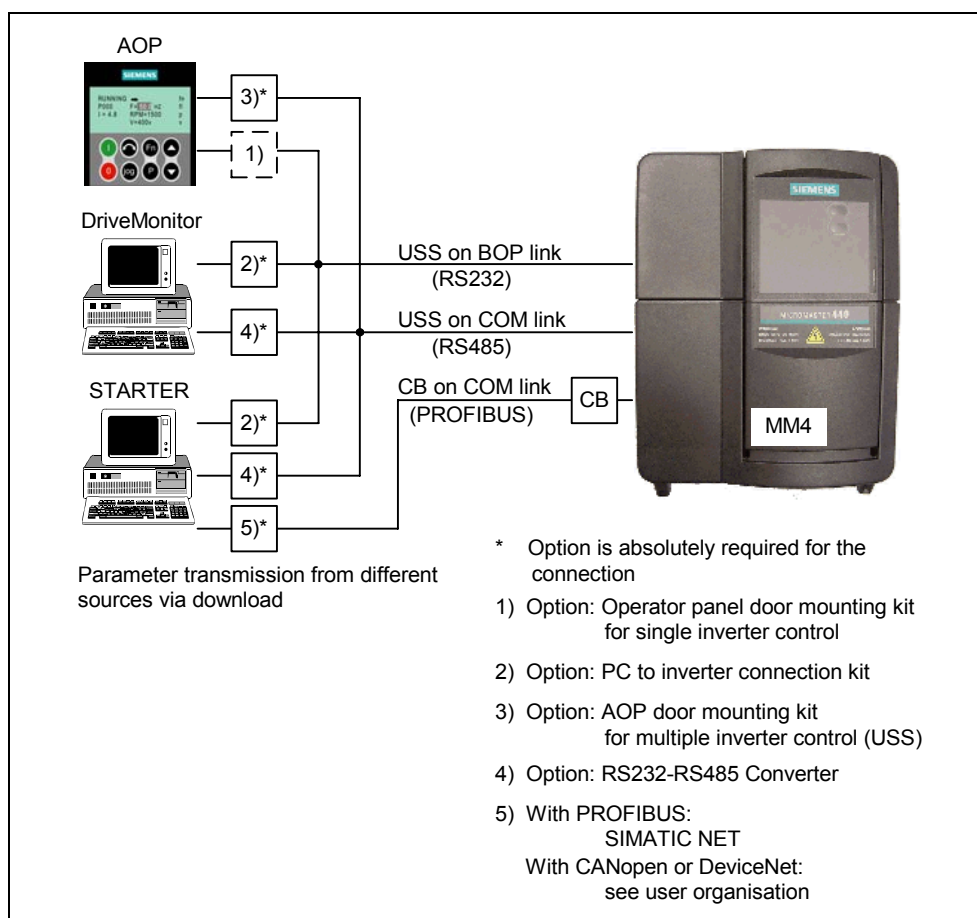 AOP
SIEMENS
RUNNING
P000
RPM=1500
V=400v
Fn
jog
P
3)*
1)
DriveMonitor
2)*
4)*
USS on BOP link
(RS232)
USS on COM link
(RS485)
STARTER
2)*
4)*
5)*
CB on COM link
(PROFIBUS)
CB
SIEMENS
MICROMASTER 440
MM4
Parameter transmission from different
sources via download
* Option is absolutely required for the
connection
1) Option: Operator panel door mounting kit
for single inverter control
2) Option: PC to inverter connection kit
3) Option: AOP door mounting kit
for multiple inverter control (USS)
4) Option: RS232-RS485 Converter
5) With PROFIBUS:
SIMATIC NET
With CANopen or DeviceNet:
see user organisation